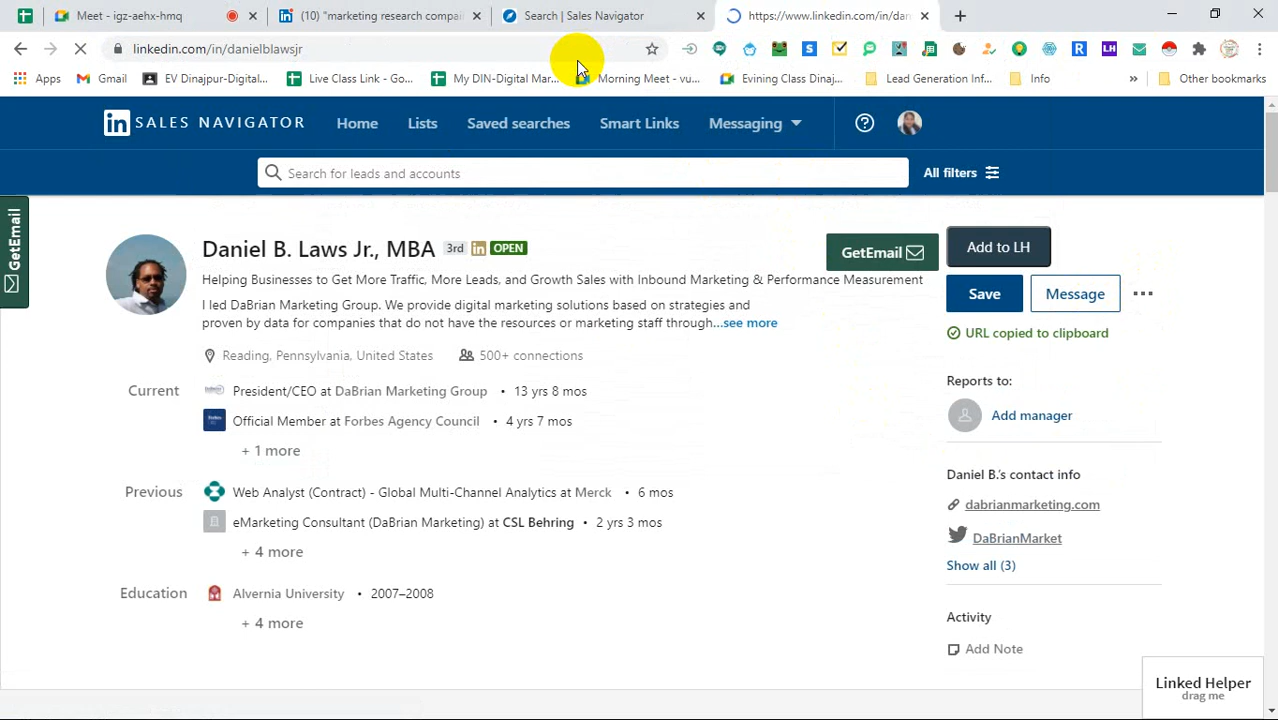 Meet - igz-aehx-hmq
(10) "marketing research compa
Search | Sales Navigator
https://www.linkedin.com/in/dan
linkedin.com/in/danielblawsjr
Apps
Gmail
EV Dinajpur-Digital...
Live Class Link - Go...
My DIN-Digital Mar...
Morning Meet - vu...
Evining Class Dinaj...
Lead Generation Inf...
Info
Other bookmarks
in SALES NAVIGATOR
Home
Lists
Saved searches
Smart Links
Messaging
Search for leads and accounts
All filters
GetEmail
Daniel B. Laws Jr., MBA 3rd in OPEN
GetEmail
Add to LH
Helping Businesses to Get More Traffic, More Leads, and Growth Sales with Inbound Marketing & Performance Measurement
Save
Message
I led DaBrian Marketing Group. We provide digital marketing solutions based on strategies and
proven by data for companies that do not have the resources or marketing staff through...see more
URL copied to clipboard
Reading, Pennsylvania, United States
500+ connections
Reports to:
Add manager
Current
President/CEO at DaBrian Marketing Group • 13 yrs 8 mos
Official Member at Forbes Agency Council • 4 yrs 7 mos
+ 1 more
Daniel B.'s contact info
dabrianmarketing.com
DaBrianMarket
Show all (3)
Previous
Web Analyst (Contract) - Global Multi-Channel Analytics at Merck • 6 mos
eMarketing Consultant (DaBrian Marketing) at CSL Behring • 2 yrs 3 mos
+ 4 more
Education
Alvernia University • 2007–2008
+ 4 more
Activity
Add Note
Linked Helper
drag me